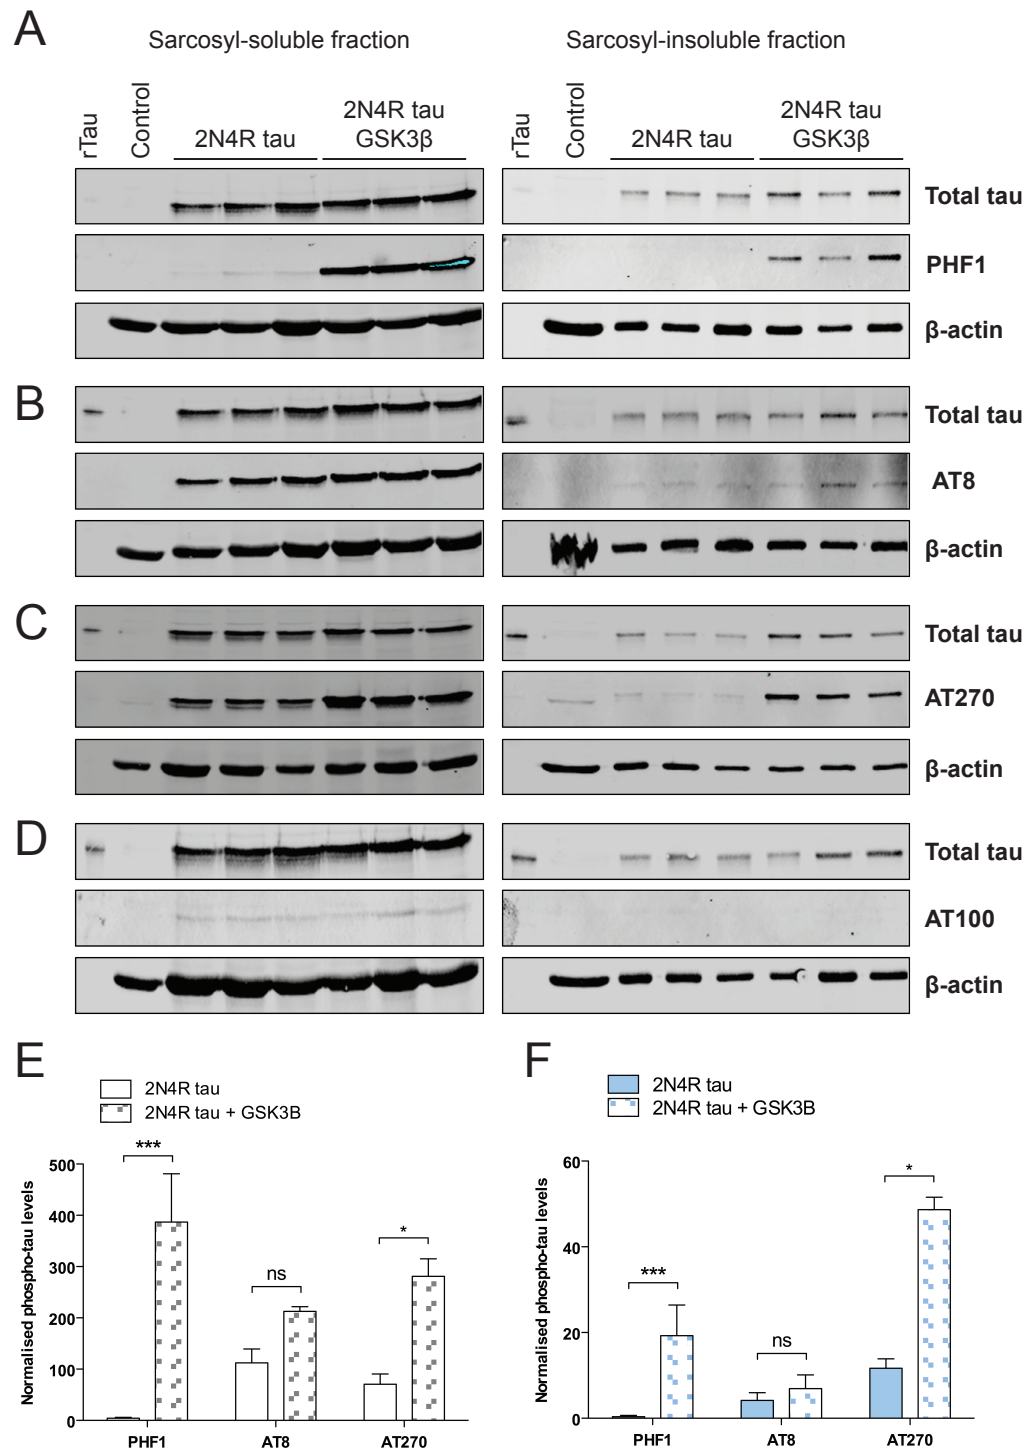 A
Sarcosyl-soluble fraction
Sarcosyl-insoluble fraction
rTau
Control
2N4R tau
2N4R tau
GSK3β
rTau
Control
2N4R tau
2N4R tau
GSK3β
Total tau
PHF1
β-actin
B
Total tau
AT8
β-actin
C
Total tau
AT270
β-actin
D
Total tau
AT100
β-actin
E
2N4R tau
2N4R tau + GSK3B
Normalised phospho-tau levels
500
400
300
200
100
0
***
ns
*
PHF1
AT8
AT270
F
2N4R tau
2N4R tau + GSK3B
Normalised phospho-tau levels
60
40
20
0
***
ns
*
PHF1
AT8
AT270